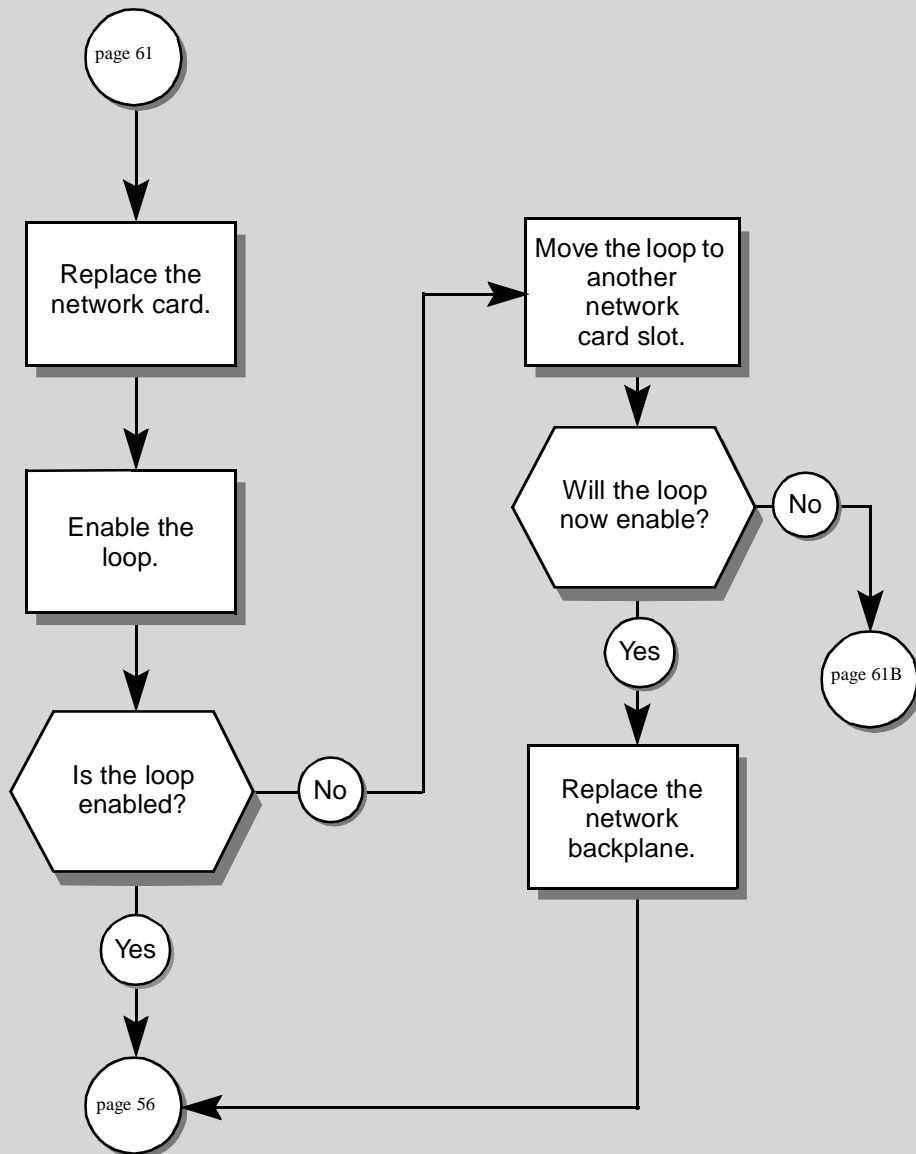 page 61
Replace the
network card.
Enable the
loop.
Is the loop
enabled?
No
Yes
page 56
Move the loop to
another
network
card slot.
Will the loop
now enable?
No
page 61B
Yes
Replace the
network
backplane.